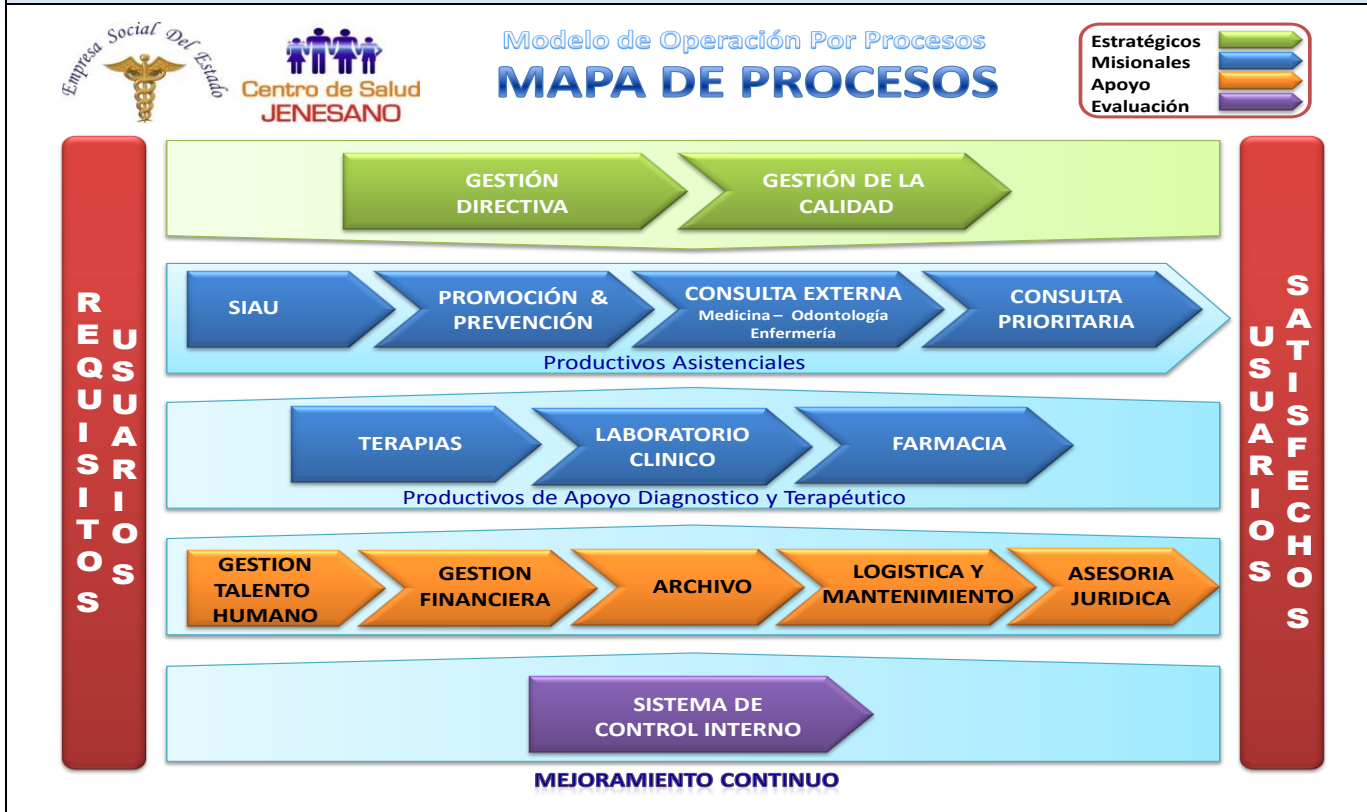 Empresa Social Del Estado
Centro de Salud
JENESANO
Modelo de Operación Por Procesos
MAPA DE PROCESOS
Estratégicos
Misionales
Apoyo
Evaluación
REQUISITOS
USUARIOS
GESTIÓN
DIRECTIVA
GESTIÓN DE LA
CALIDAD
SIAU
PROMOCIÓN &
PREVENCIÓN
CONSULTA EXTERNA
Medicina – Odontología
Enfermería
CONSULTA
PRIORITARIA
Productivos Asistenciales
TERAPIAS
LABORATORIO
CLINICO
FARMACIA
Productivos de Apoyo Diagnostico y Terapéutico
GESTION
TALENTO
HUMANO
GESTION
FINANCIERA
ARCHIVO
LOGISTICA Y
MANTENIMIENTO
ASESORIA
JURIDICA
SISTEMA DE
CONTROL INTERNO
MEJORAMIENTO CONTINUO
USUARIOS
SATISFECHOS